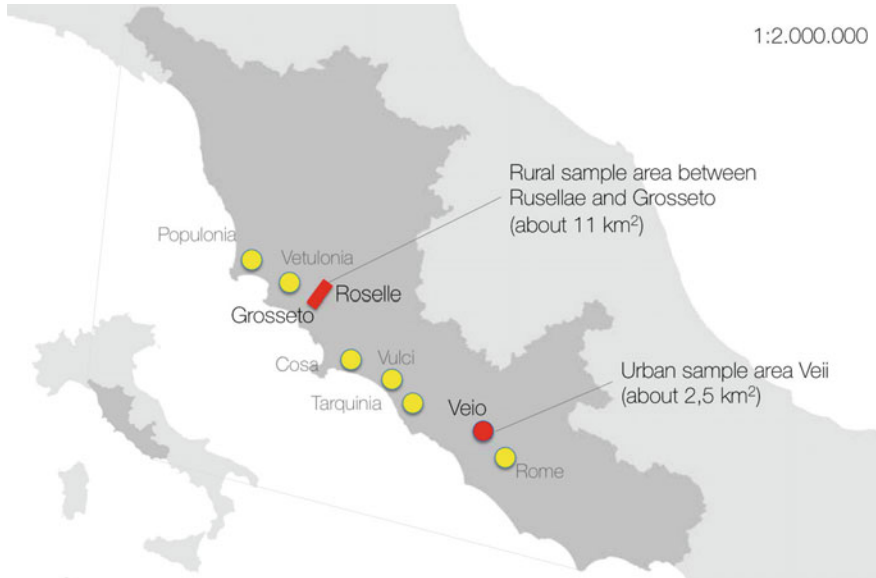 1:2.000.000
Rural sample area between
Rusellae and Grosseto
(about 11 km²)
Populonia
Vetulonia
Roselle
Grosseto
Cosa
Vulci
Urban sample area Veii
(about 2,5 km²)
Tarquinia
Veio
Rome